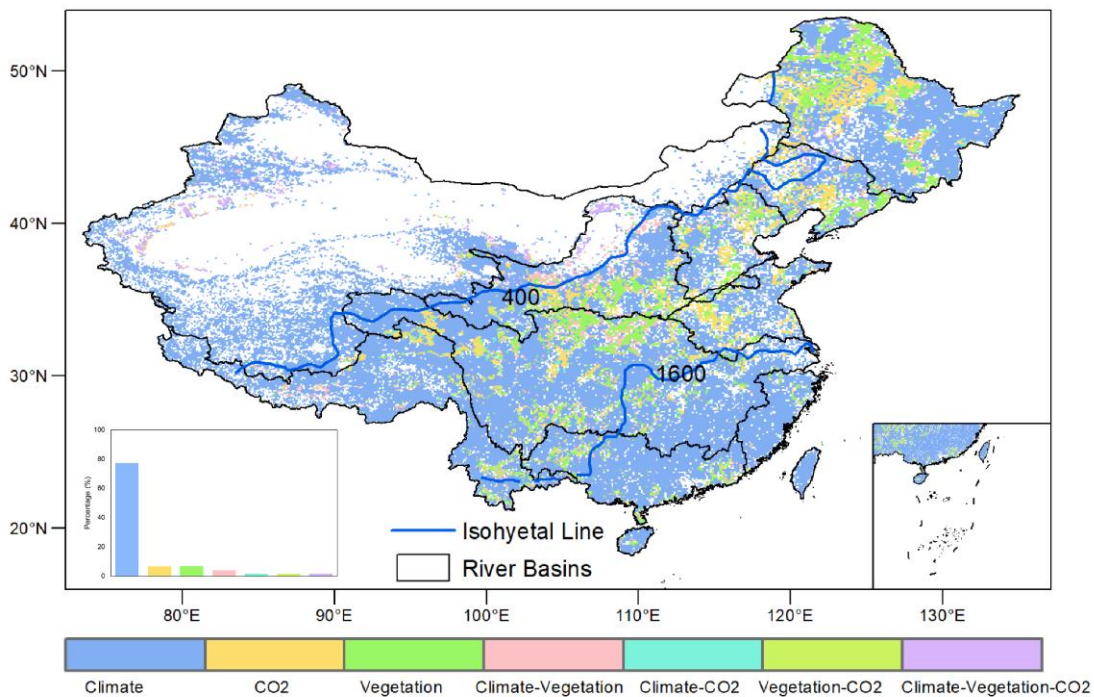 50°N
40°N
30°N
20°N
400
1600
100
80
60
40
20
0
Percentage (%)
Isohyetal Line
River Basins
80°E 90°E 100°E 110°E 120°E 130°E
Climate CO2 Vegetation Climate-Vegetation Climate-CO2 Vegetation-CO2 Climate-Vegetation-CO2